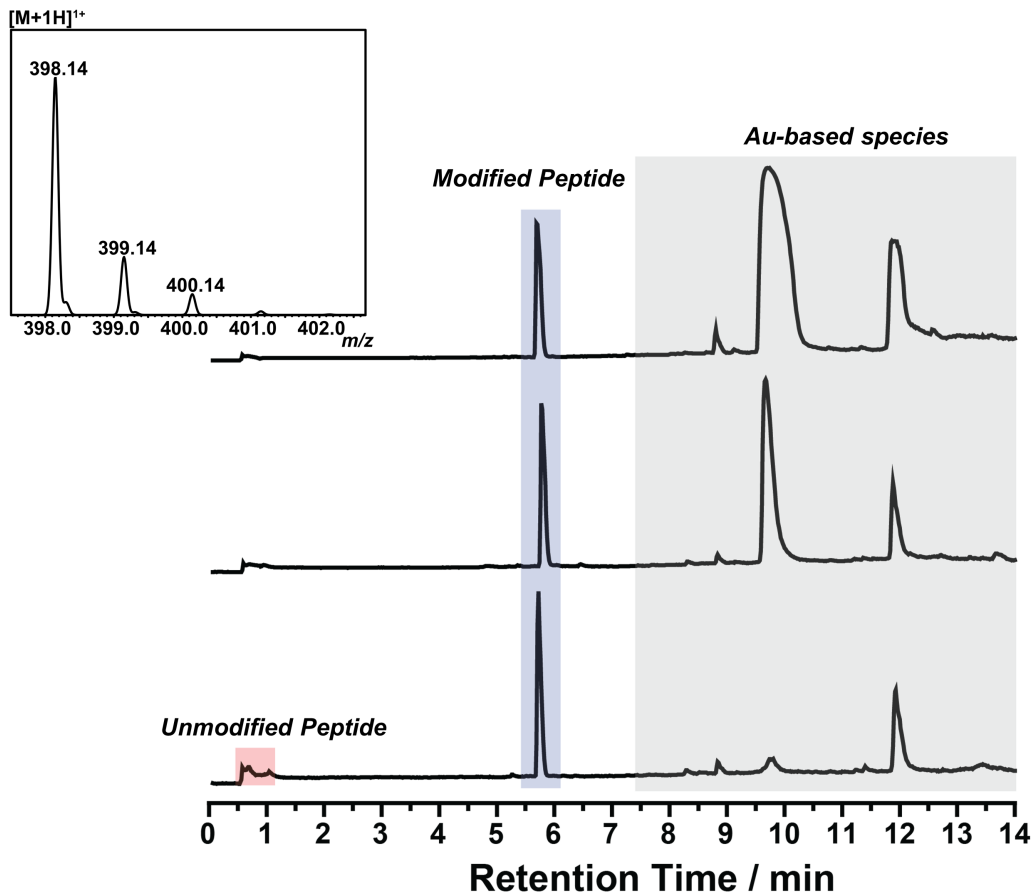 [M+1H]¹⁺
398.14
399.14
400.14
398.0 399.0 400.0 401.0 402.0
m/z
Au-based species
Modified Peptide
Unmodified Peptide
0 1 2 3 4 5 6 7 8 9 10 11 12 13 14
Retention Time / min